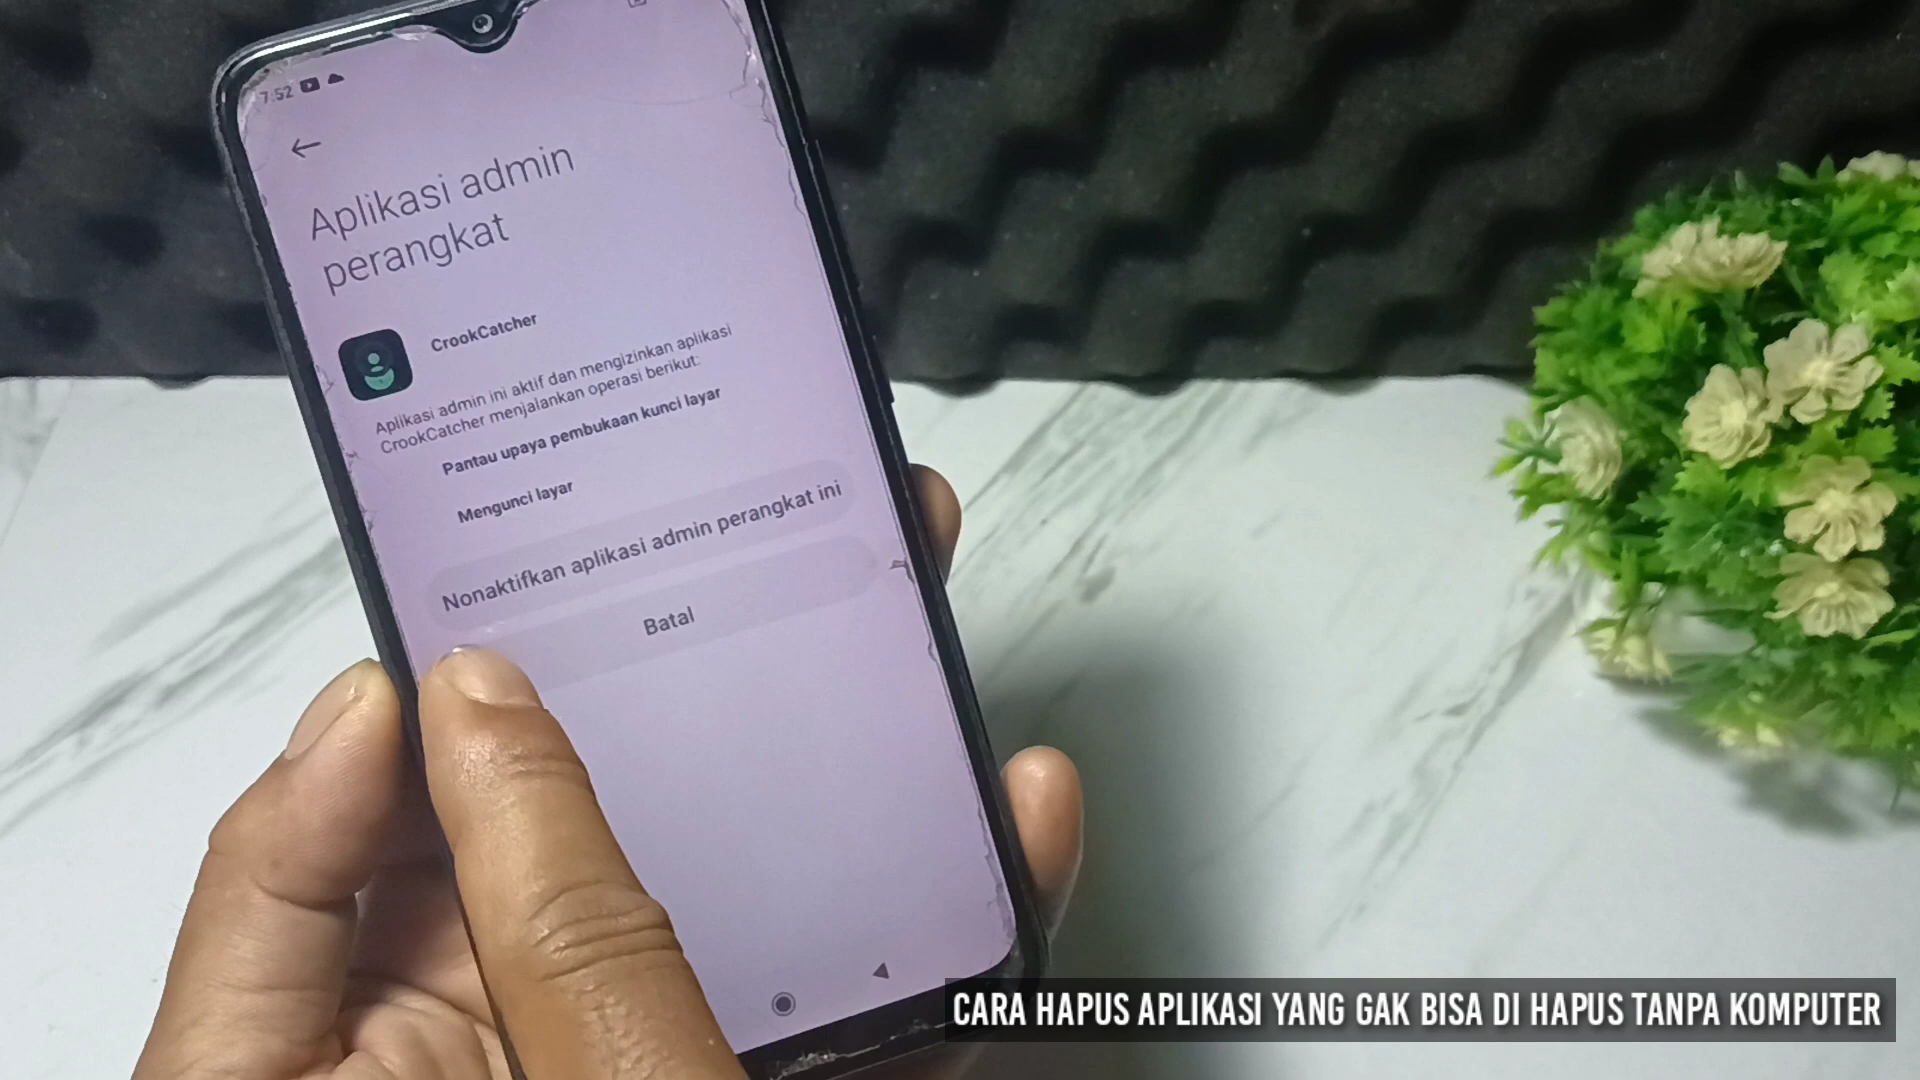 7:52
Aplikasi admin
perangkat
CrookCatcher
Aplikasi admin ini aktif dan mengizinkan aplikasi
CrookCatcher menjalankan operasi berikut:
Pantau upaya pembukaan kunci layar
Mengunci layar
Nonaktifkan aplikasi admin perangkat ini
Batal
CARA HAPUS APLIKASI YANG GAK BISA DI HAPUS TANPA KOMPUTER